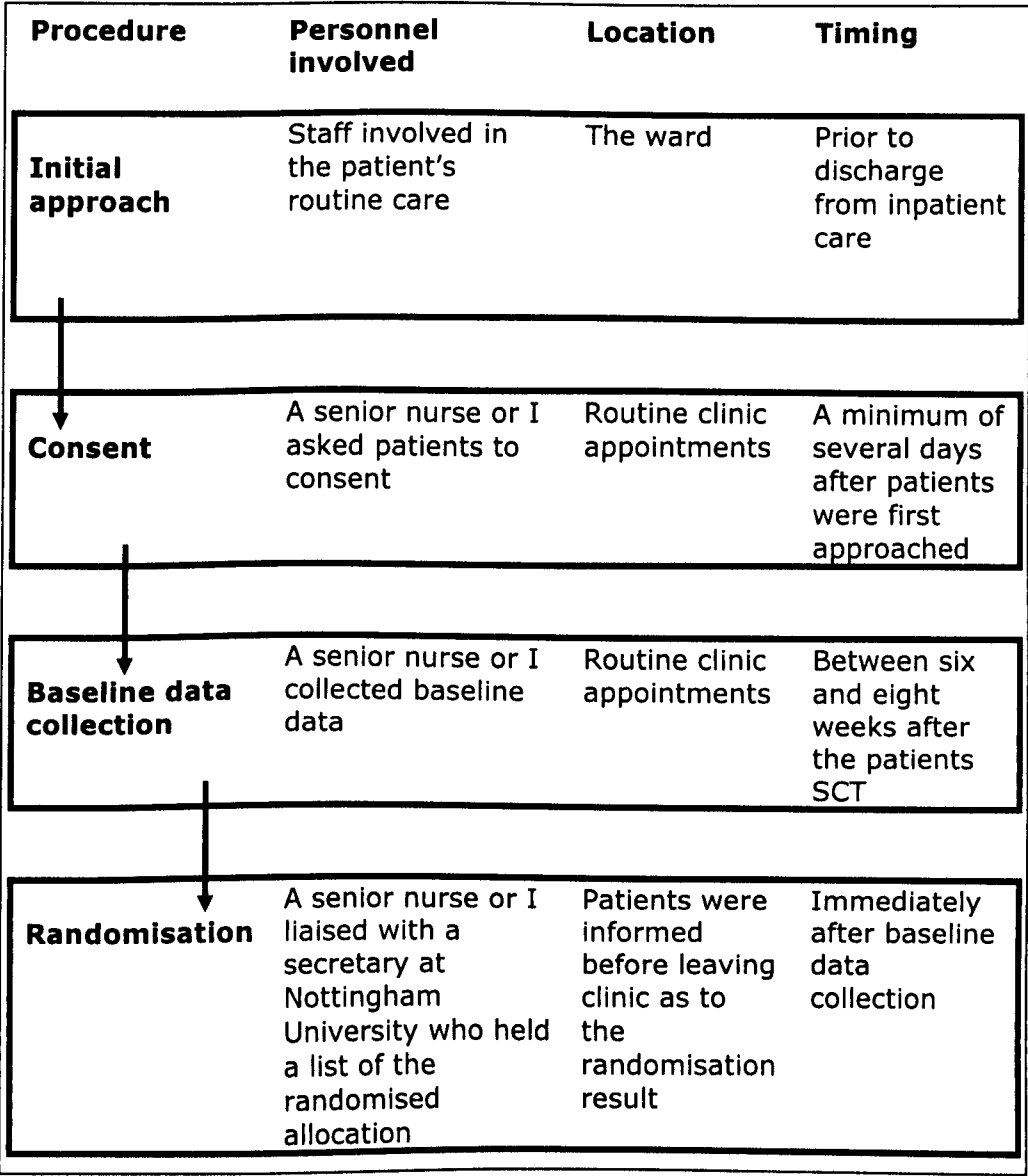 Procedure
Personnel
involved
Location
Timing
Initial
approach
Staff involved in
the patient's
routine care
The ward
Prior to
discharge
from inpatient
care
Consent
A senior nurse or I
asked patients to
consent
Routine clinic
appointments
A minimum of
several days
after patients
were first
approached
Baseline data
collection
A senior nurse or I
collected baseline
data
Routine clinic
appointments
Between six
and eight
weeks after
the patients
SCT
Randomisation
A senior nurse or I
liaised with a
secretary at
Nottingham
University who held
a list of the
randomised
allocation
Patients were
informed
before leaving
clinic as to
the
randomisation
result
Immediately
after baseline
data
collection